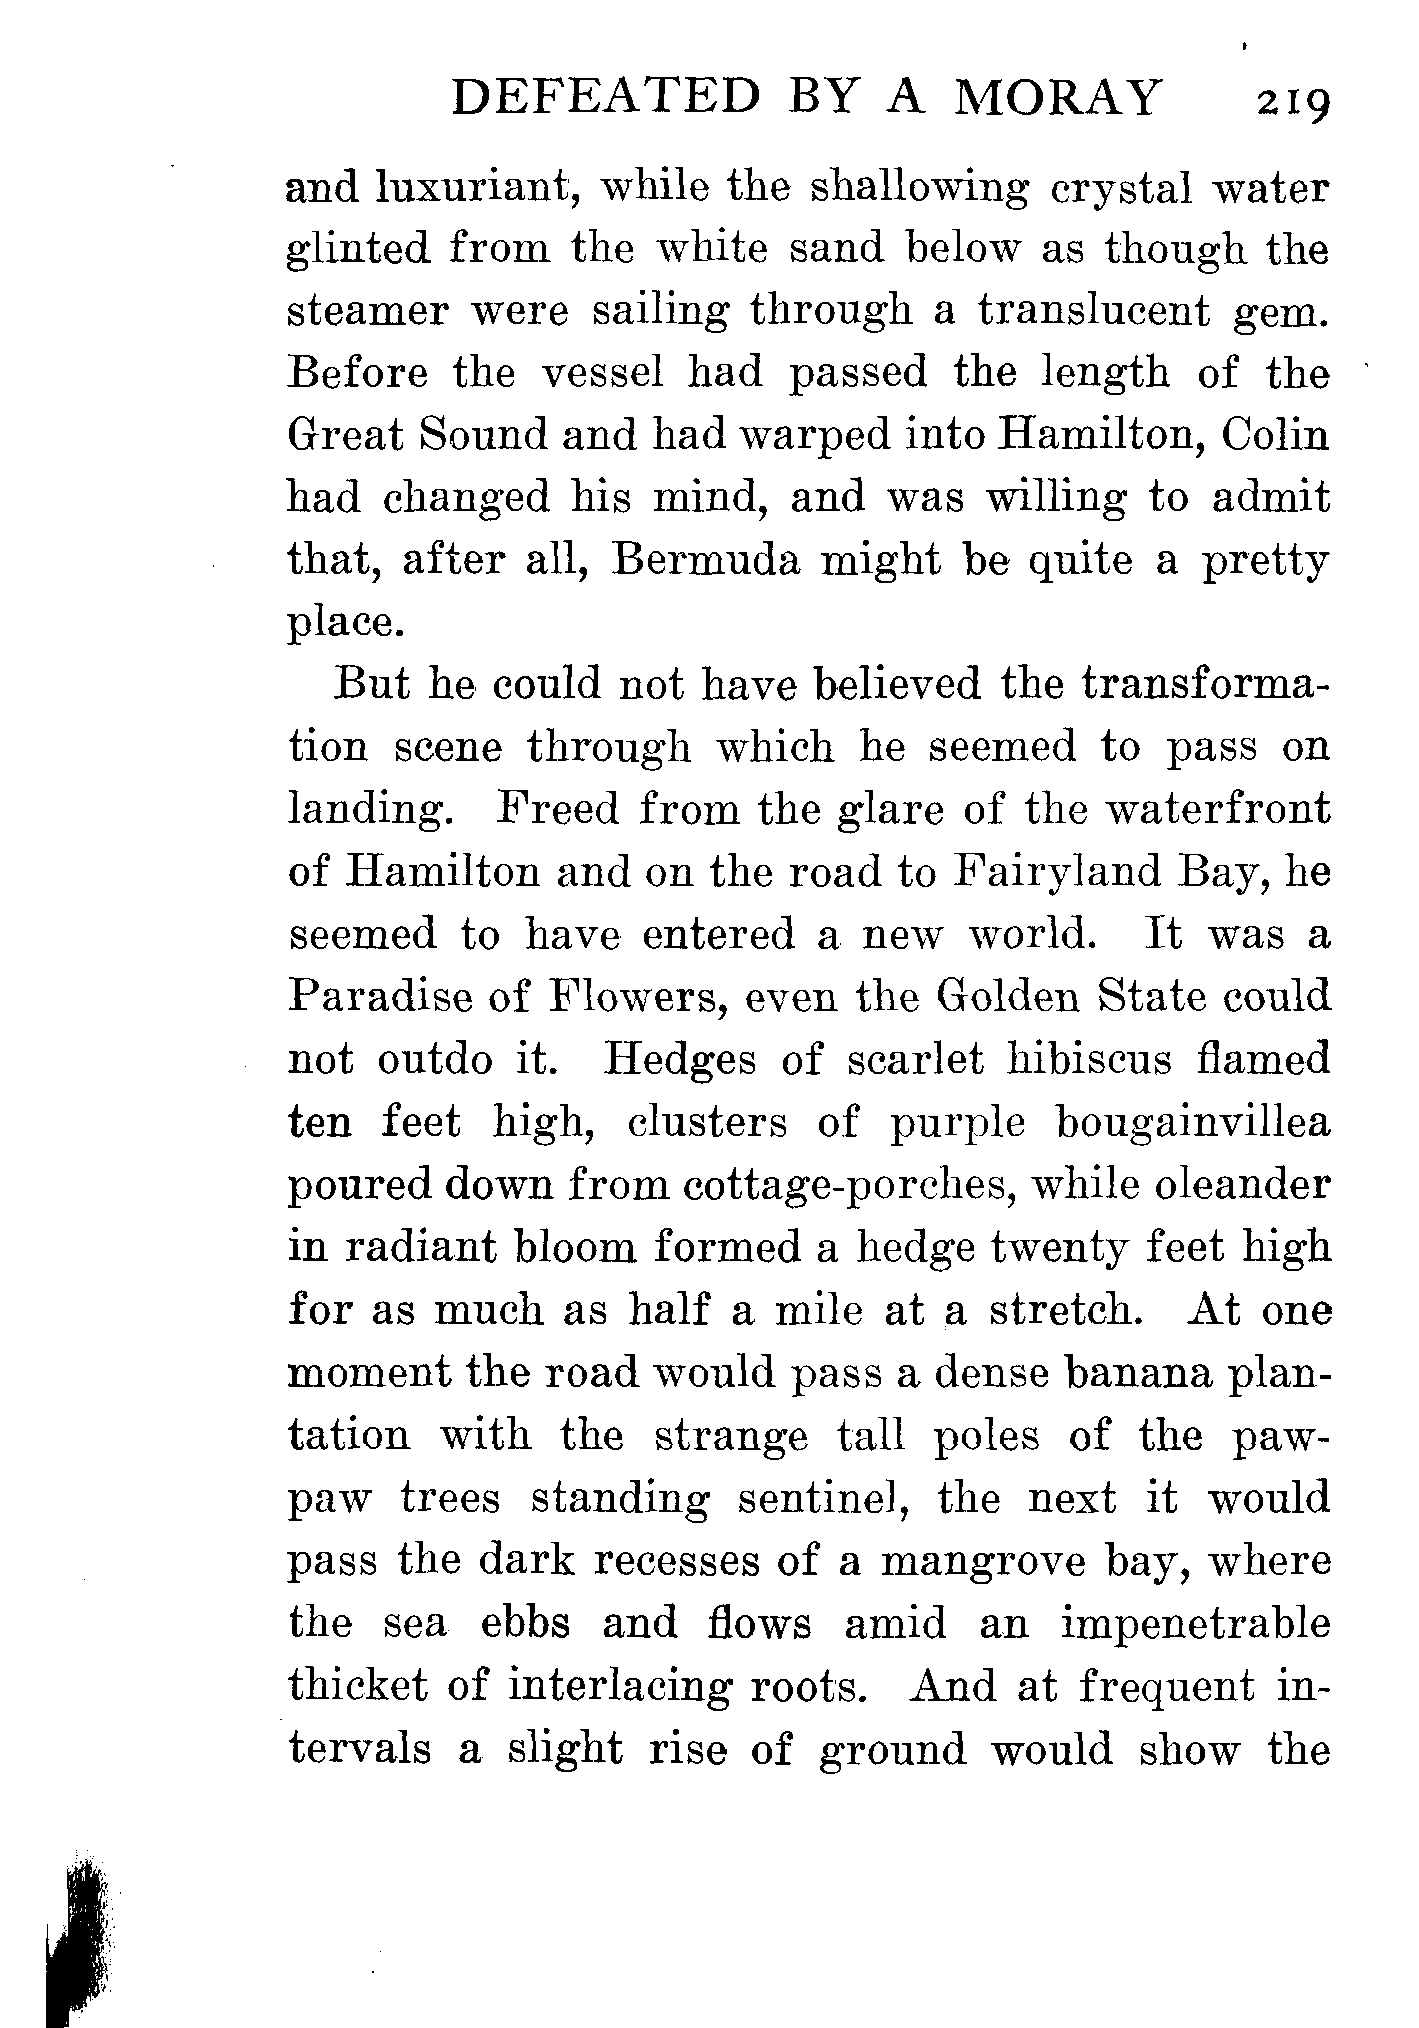 DEFEATED BY A MORAY 219
and luxuriant, while the shallowing crystal water
glinted from the white sand below as though the
steamer were sailing through a translucent gem.
Before the vessel had passed the length of the
Great Sound and had warped into Hamilton, Colin
had changed his mind, and was willing to admit
that, after all, Bermuda might be quite a pretty
place.
But he could not have believed the transforma-
tion scene through which he seemed to pass on
landing. Freed from the glare of the waterfront
of Hamilton and on the road to Fairyland Bay, he
seemed to have entered a new world. It was a
Paradise of Flowers, even the Golden State could
not outdo it. Hedges of scarlet hibiscus flamed
ten feet high, clusters of purple bougainvillea
poured down from cottage-porches, while oleander
in radiant bloom formed a hedge twenty feet high
for as much as half a mile at a stretch. At one
moment the road would pass a dense banana plan-
tation with the strange tall poles of the paw-
paw trees standing sentinel, the next it would
pass the dark recesses of a mangrove bay, where
the sea ebbs and flows amid an impenetrable
thicket of interlacing roots. And at frequent in-
tervals a slight rise of ground would show the